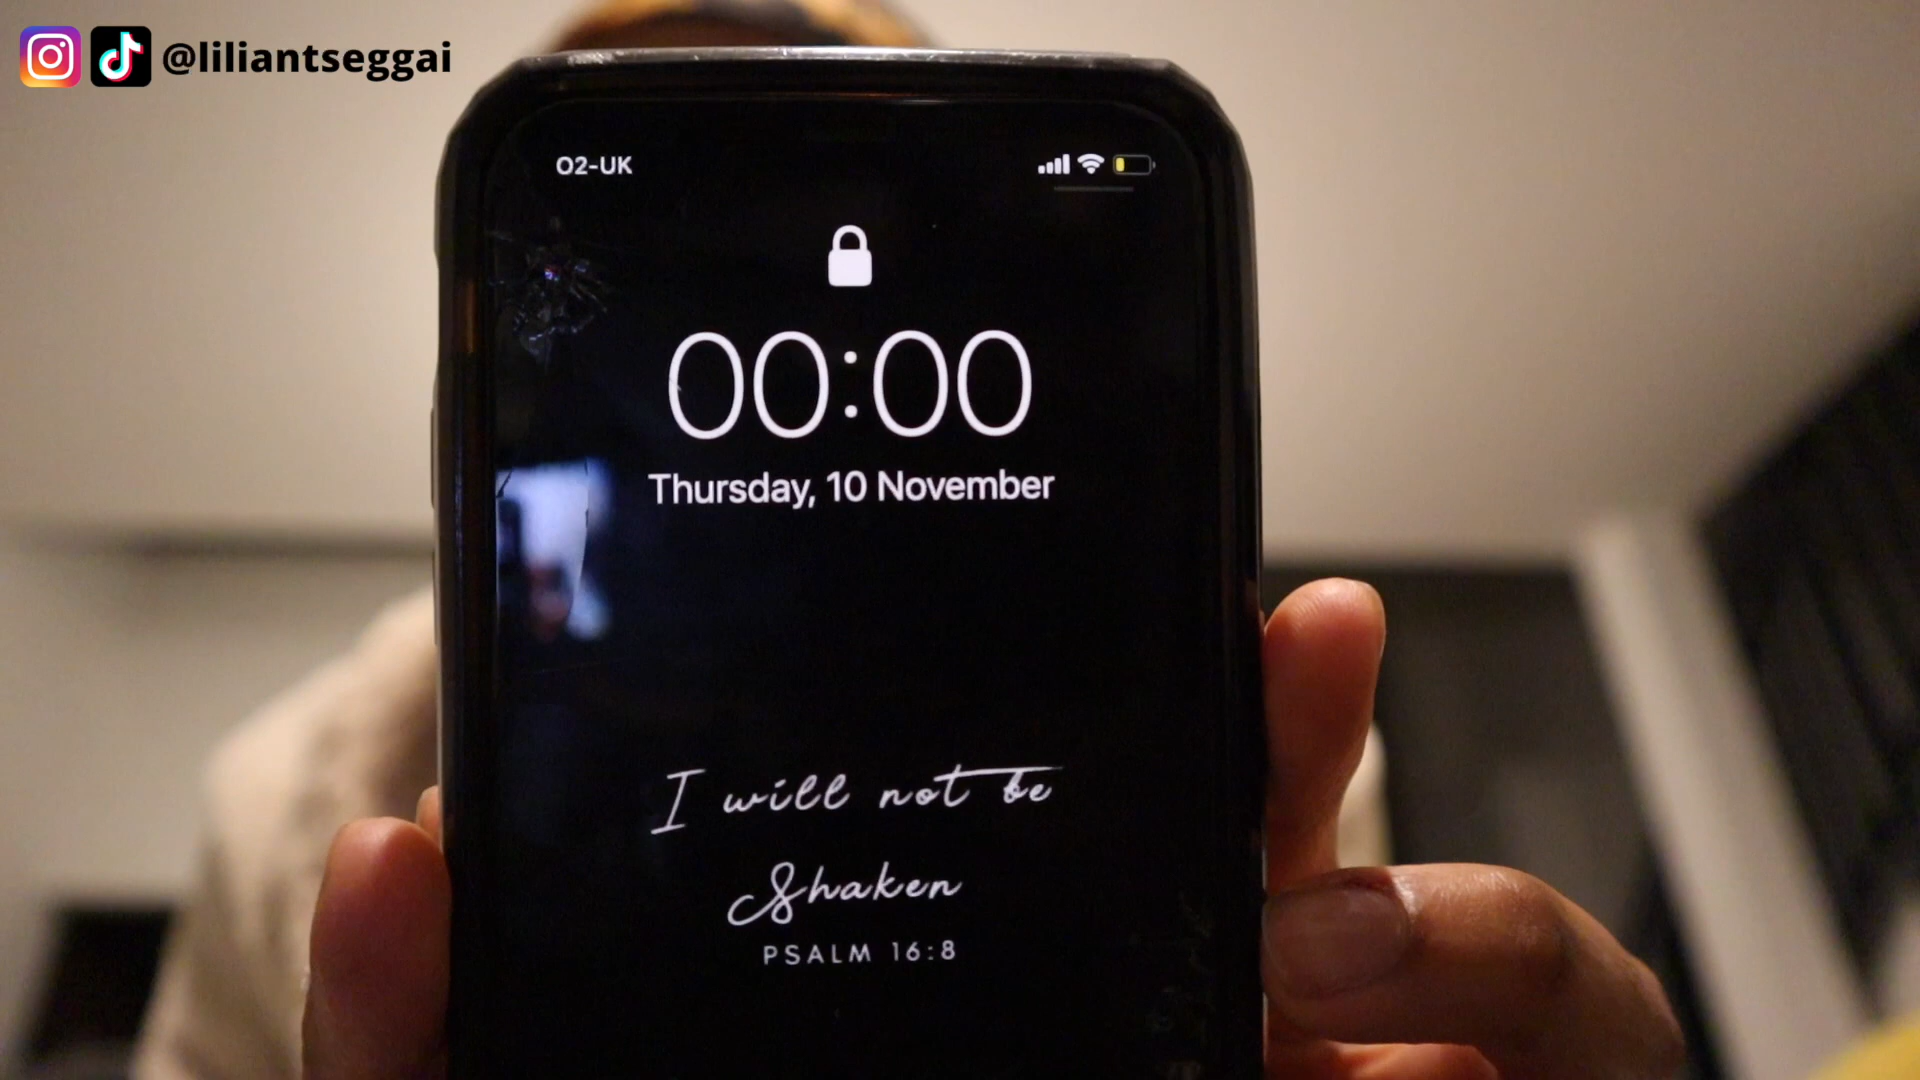 @liliantseggai
O2-UK
00:00
Thursday, 10 November
I will not be
Shaken
PSALM 16:8